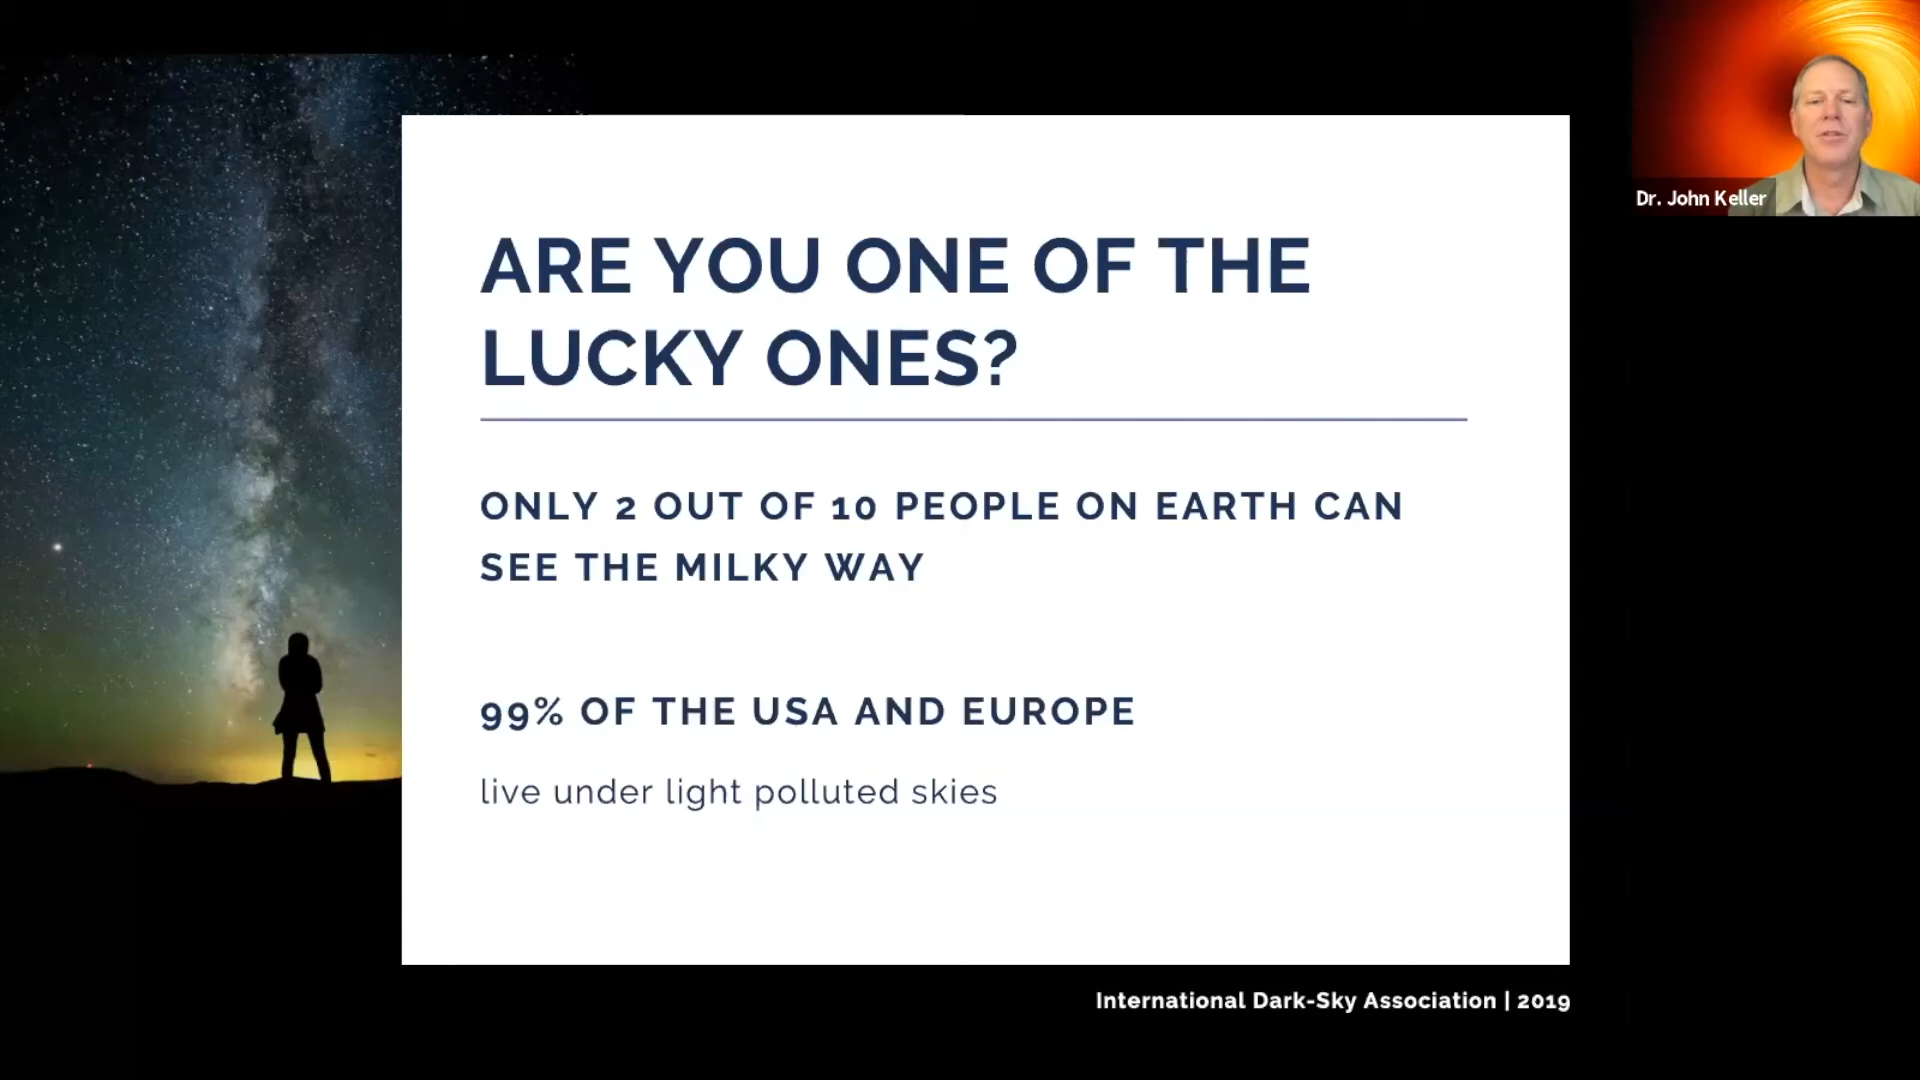 ARE YOU ONE OF THE
LUCKY ONES?
ONLY 2 OUT OF 10 PEOPLE ON EARTH CAN
SEE THE MILKY WAY
99% OF THE USA AND EUROPE
live under light polluted skies
International Dark-Sky Association | 2019
Dr. John Keller